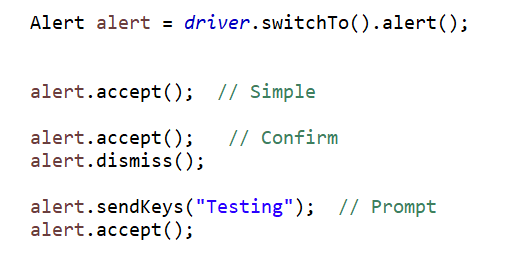 Alert alert = driver.switchTo().alert();
alert.accept();  // Simple
alert.accept();   // Confirm
alert.dismiss();
alert.sendKeys("Testing");  // Prompt
alert.accept();